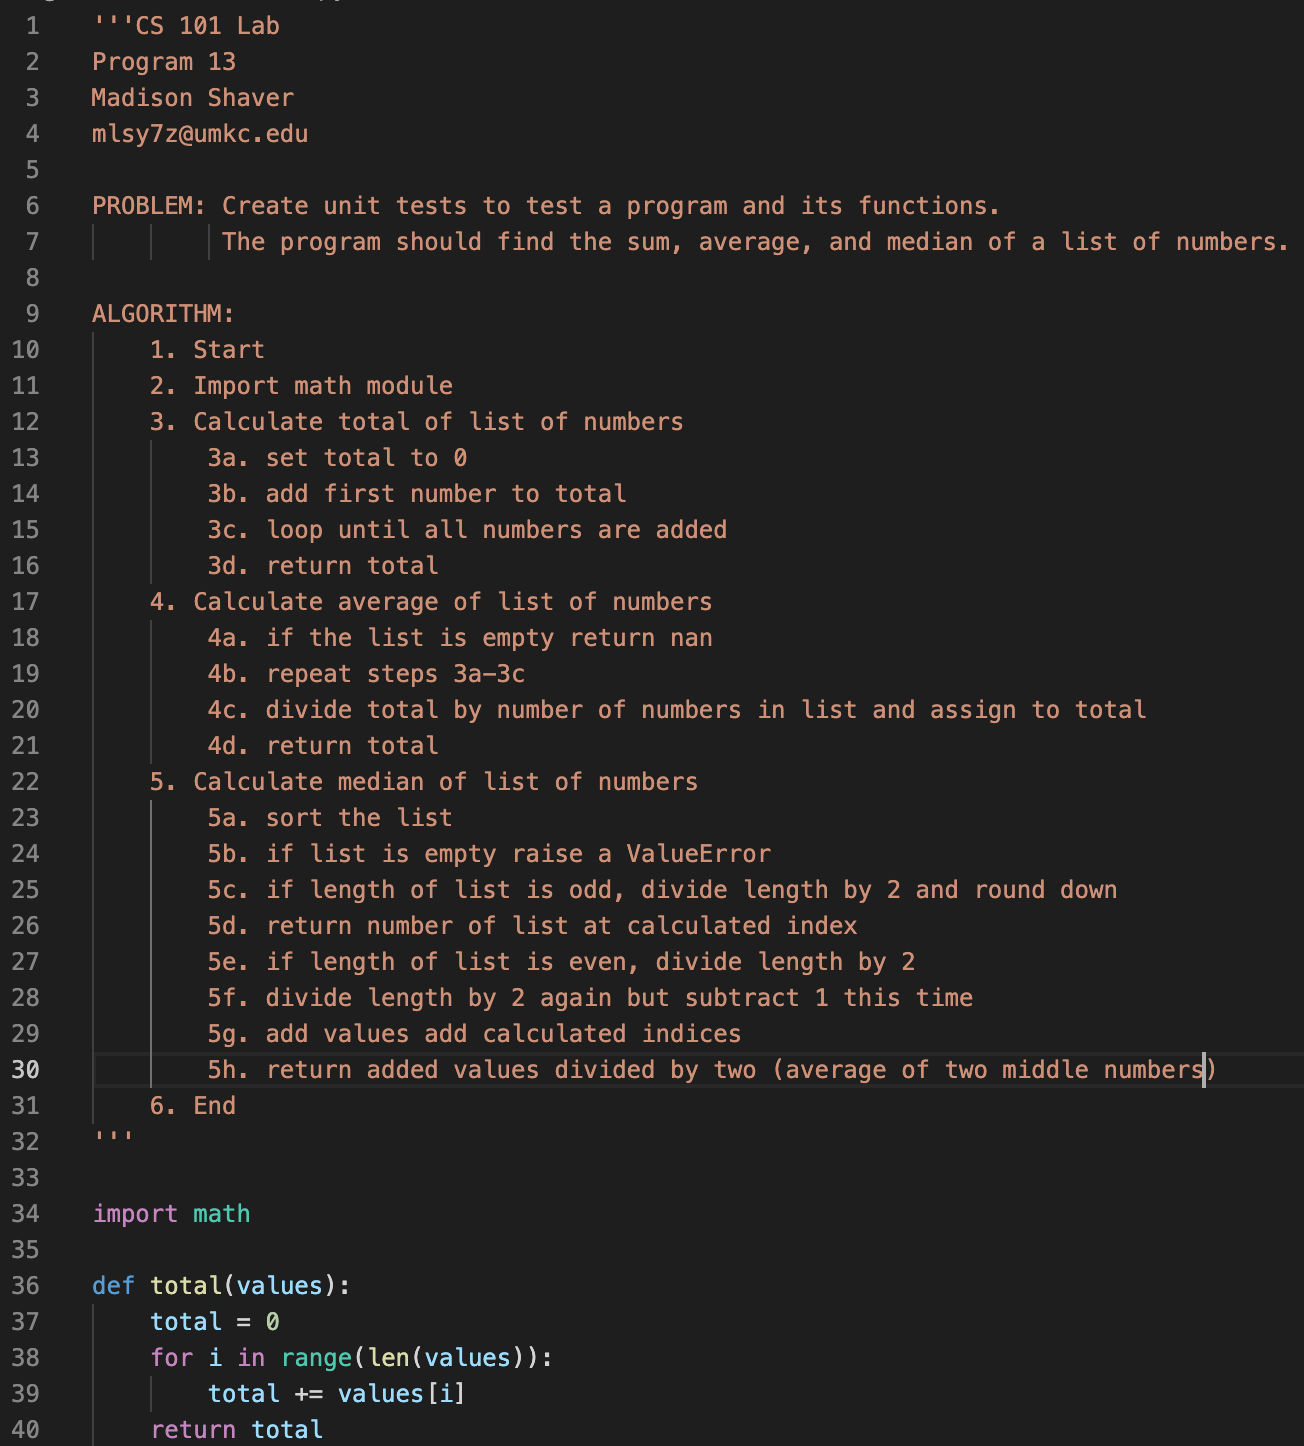 1 '''CS 101 Lab
2 Program 13
3 Madison Shaver
4 mlsy7z@umkc.edu
5
6 PROBLEM: Create unit tests to test a program and its functions.
7          The program should find the sum, average, and median of a list of numbers.
8
9 ALGORITHM:
10     1. Start
11     2. Import math module
12     3. Calculate total of list of numbers
13         3a. set total to 0
14         3b. add first number to total
15         3c. loop until all numbers are added
16         3d. return total
17     4. Calculate average of list of numbers
18         4a. if the list is empty return nan
19         4b. repeat steps 3a-3c
20         4c. divide total by number of numbers in list and assign to total
21         4d. return total
22     5. Calculate median of list of numbers
23         5a. sort the list
24         5b. if list is empty raise a ValueError
25         5c. if length of list is odd, divide length by 2 and round down
26         5d. return number of list at calculated index
27         5e. if length of list is even, divide length by 2
28         5f. divide length by 2 again but subtract 1 this time
29         5g. add values add calculated indices
30         5h. return added values divided by two (average of two middle numbers)
31     6. End
32 '''
33
34 import math
35
36 def total(values):
37     total = 0
38     for i in range(len(values)):
39         total += values[i]
40     return total